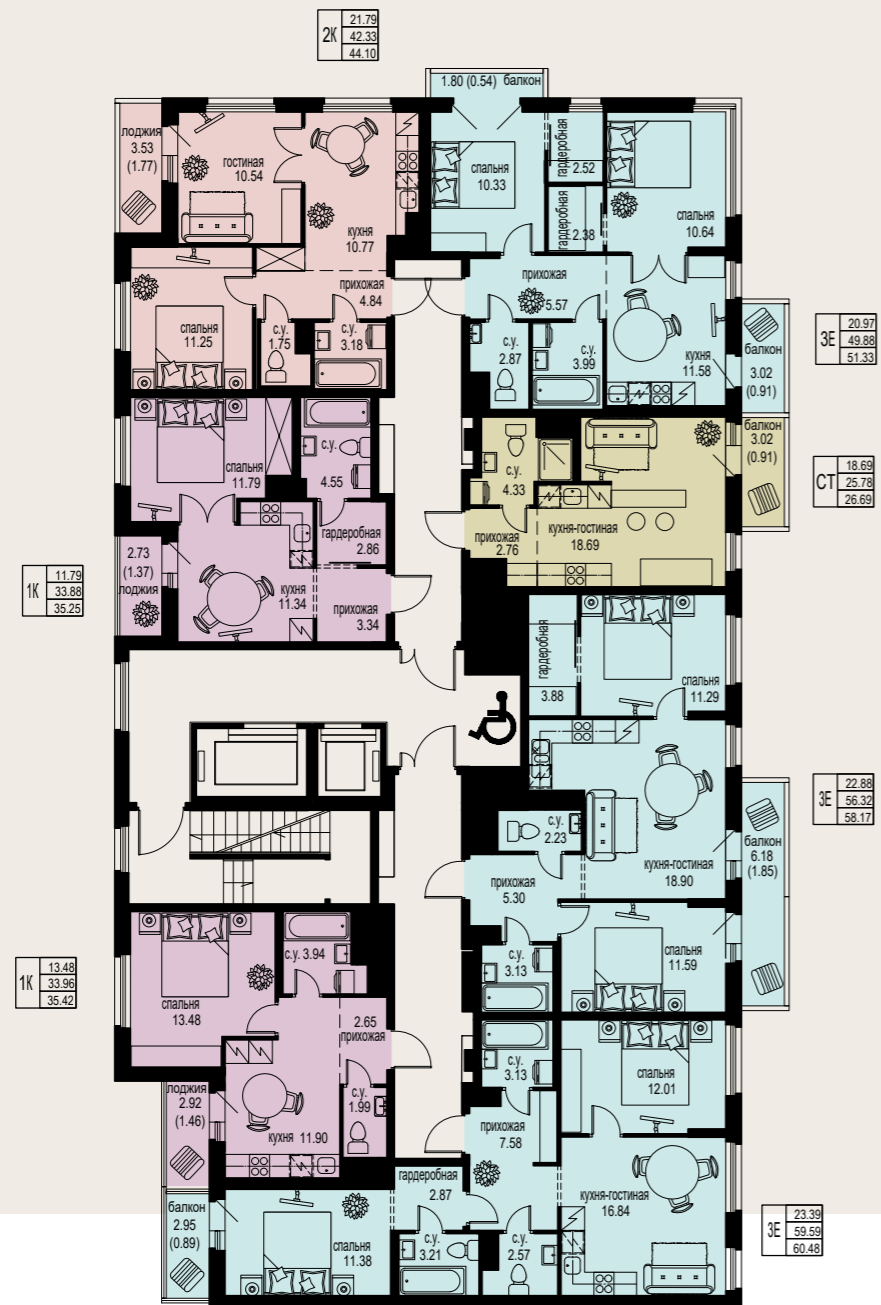 2К
21.79
42.33
44.10
1.80 (0.54) балкон
лоджия
3.53
(1.77)
гостиная
10.54
кухня
10.77
спальня
10.33
гардеробная
2.52
гардеробная
2.38
спальня
10.64
прихожая
4.84
прихожая
5.57
спальня
11.25
с.у.
1.75
с.у.
3.18
с.у.
2.87
с.у.
3.99
кухня
11.58
балкон
3.02
(0.91)
3Е
20.97
49.88
51.33
спальня
11.79
с.у.
4.55
с.у.
4.33
кухня-гостиная
18.69
балкон
3.02
(0.91)
СТ
18.69
25.78
26.69
гардеробная
2.86
прихожая
2.76
2.73
(1.37)
лоджия
кухня
11.34
прихожая
3.34
1К
11.79
33.88
35.25
гардеробная
3.88
спальня
11.29
с.у.
2.23
кухня-гостиная
18.90
балкон
6.18
(1.85)
3Е
22.88
56.32
58.17
прихожая
5.30
с.у.
3.13
спальня
11.59
1К
13.48
33.96
35.42
спальня
13.48
с.у. 3.94
2.65
прихожая
с.у.
1.99
кухня 11.90
лоджия
2.92
(1.46)
с.у.
3.13
спальня
12.01
прихожая
7.58
гардеробная
2.87
кухня-гостиная
16.84
балкон
2.95
(0.89)
спальня
11.38
с.у.
3.21
с.у.
2.57
3Е
23.39
59.59
60.48